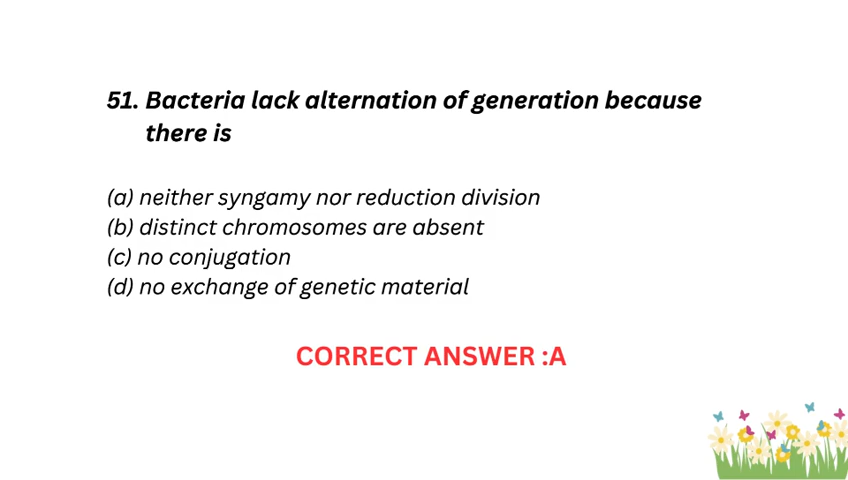 51. Bacteria lack alternation of generation because
there is
(a) neither syngamy nor reduction division
(b) distinct chromosomes are absent
(c) no conjugation
(d) no exchange of genetic material
CORRECT ANSWER :A